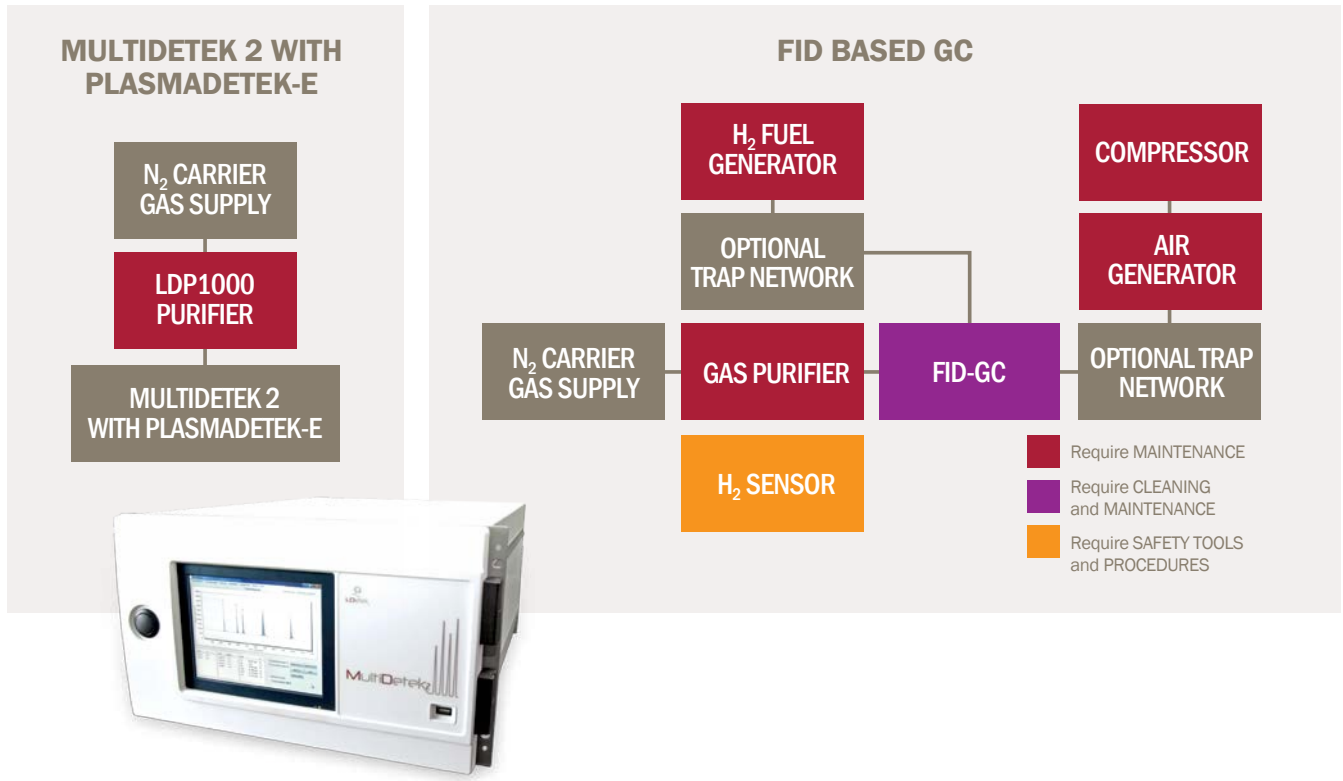 MULTIDETEK 2 WITH
PLASMADETEK-E
N₂ CARRIER
GAS SUPPLY
LDP1000
PURIFIER
MULTIDETEK 2
WITH PLASMADETEK-E
FID BASED GC
H₂ FUEL
GENERATOR
COMPRESSOR
OPTIONAL
TRAP NETWORK
AIR
GENERATOR
N₂ CARRIER
GAS SUPPLY
GAS PURIFIER
FID-GC
OPTIONAL TRAP
NETWORK
H₂ SENSOR
Require MAINTENANCE
Require CLEANING
and MAINTENANCE
Require SAFETY TOOLS
and PROCEDURES
MultiDetek2